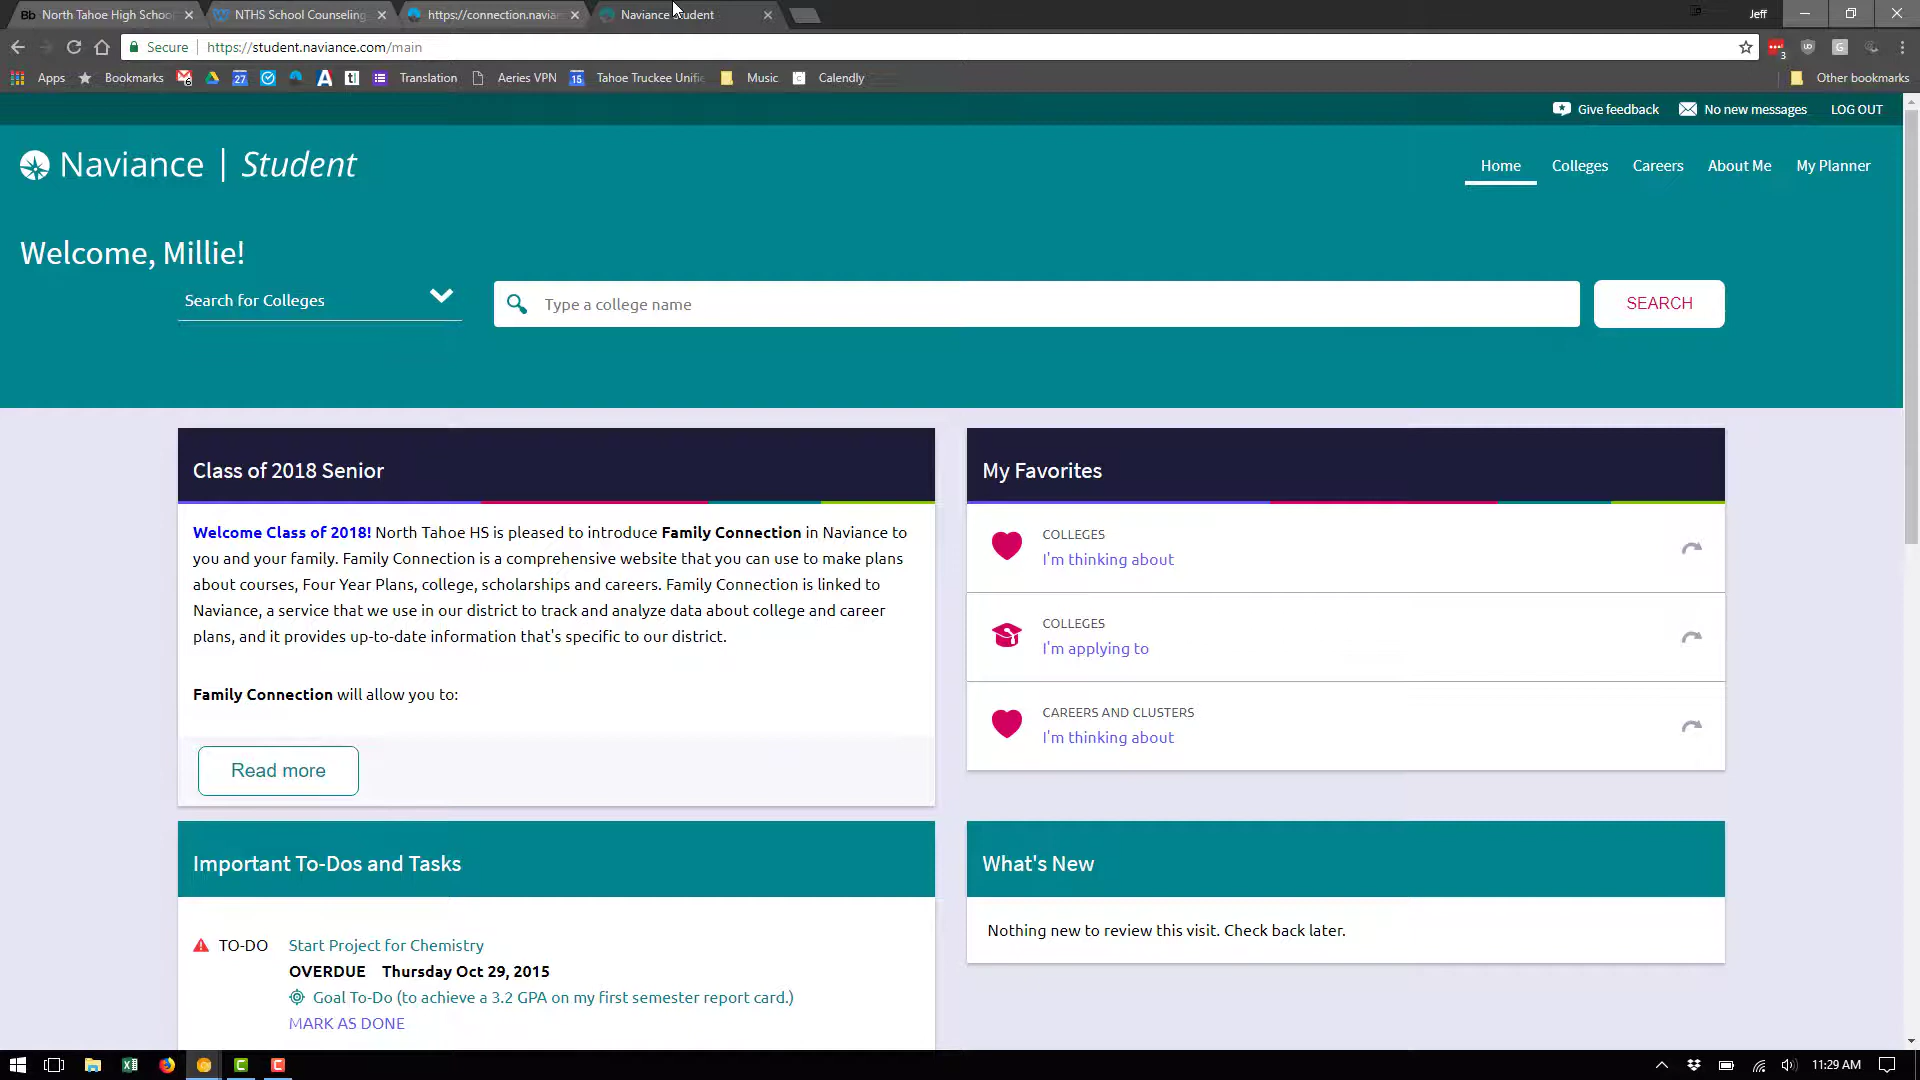 Bb North Tahoe High School
NTHS School Counseling
https://connection.navian
Naviance Student
Jeff
Secure https://student.naviance.com/main
3
Apps Bookmarks 6 27 Translation Aeries VPN 15 Tahoe Truckee Unifie Music Calendly Other bookmarks
Give feedback No new messages LOG OUT
Naviance | Student
Home Colleges Careers About Me My Planner
Welcome, Millie!
Search for Colleges
Type a college name
SEARCH
Class of 2018 Senior
Welcome Class of 2018! North Tahoe HS is pleased to introduce Family Connection in Naviance to
you and your family. Family Connection is a comprehensive website that you can use to make plans
about courses, Four Year Plans, college, scholarships and careers. Family Connection is linked to
Naviance, a service that we use in our district to track and analyze data about college and career
plans, and it provides up-to-date information that's specific to our district.
Family Connection will allow you to:
Read more
My Favorites
COLLEGES
I'm thinking about
COLLEGES
I'm applying to
CAREERS AND CLUSTERS
I'm thinking about
Important To-Dos and Tasks
TO-DO Start Project for Chemistry
OVERDUE Thursday Oct 29, 2015
Goal To-Do (to achieve a 3.2 GPA on my first semester report card.)
MARK AS DONE
What's New
Nothing new to review this visit. Check back later.
11:29 AM